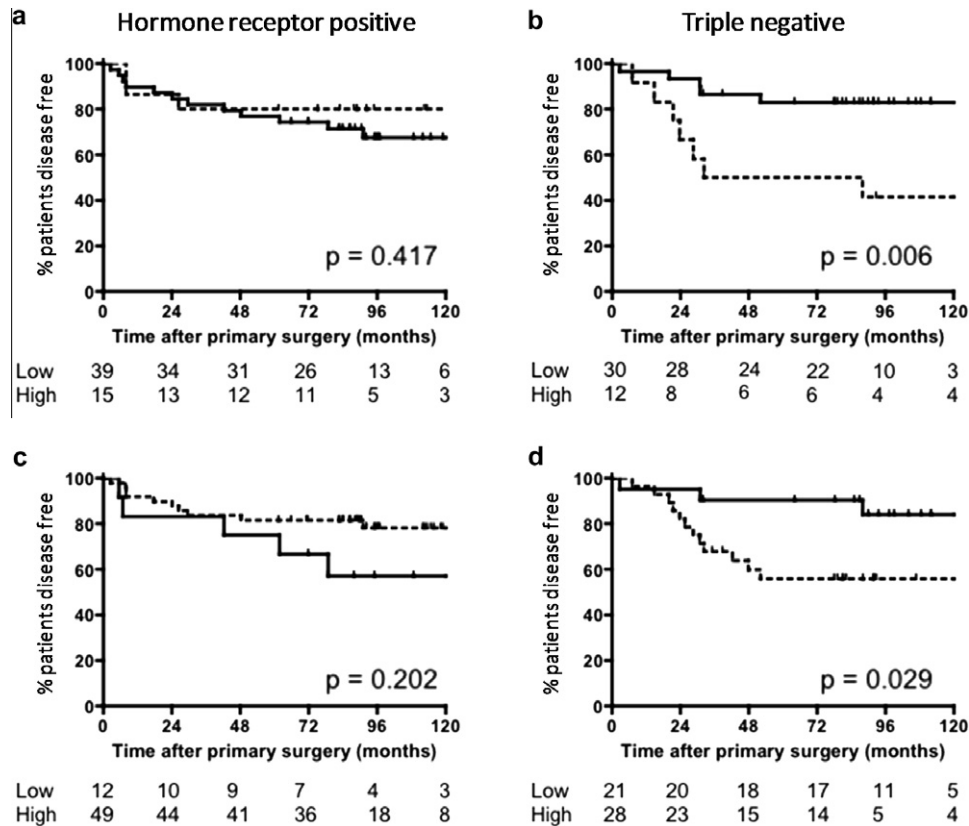 a Hormone receptor positive
% patients disease free
100
80
60
40
20
0
p = 0.417
0 24 48 72 96 120
Time after primary surgery (months)
Low 39 34 31 26 13 6
High 15 13 12 11 5 3
b Triple negative
% patients disease free
100
80
60
40
20
0
p = 0.006
0 24 48 72 96 120
Time after primary surgery (months)
Low 30 28 24 22 10 3
High 12 8 6 6 4 4
c
% patients disease free
100
80
60
40
20
0
p = 0.202
0 24 48 72 96 120
Time after primary surgery (months)
Low 12 10 9 7 4 3
High 49 44 41 36 18 8
d
% patients disease free
100
80
60
40
20
0
p = 0.029
0 24 48 72 96 120
Time after primary surgery (months)
Low 21 20 18 17 11 5
High 28 23 15 14 5 4